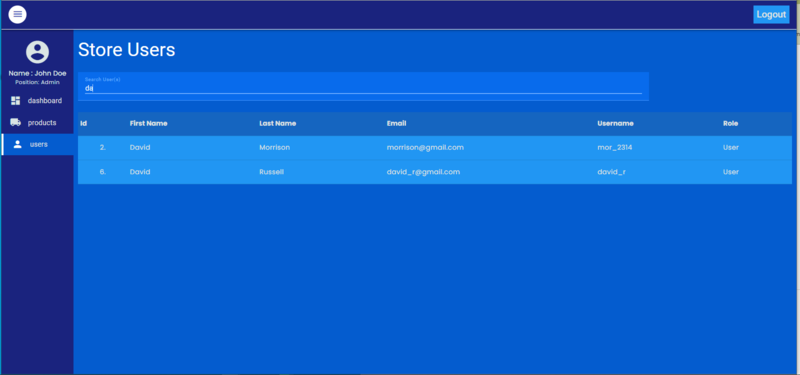 Logout
Name : John Doe
Position: Admin
dashboard
products
users
Store Users
Search User(s)
da
Id First Name Last Name Email Username Role
2. David Morrison morrison@gmail.com mor_2314 User
6. David Russell david_r@gmail.com david_r User